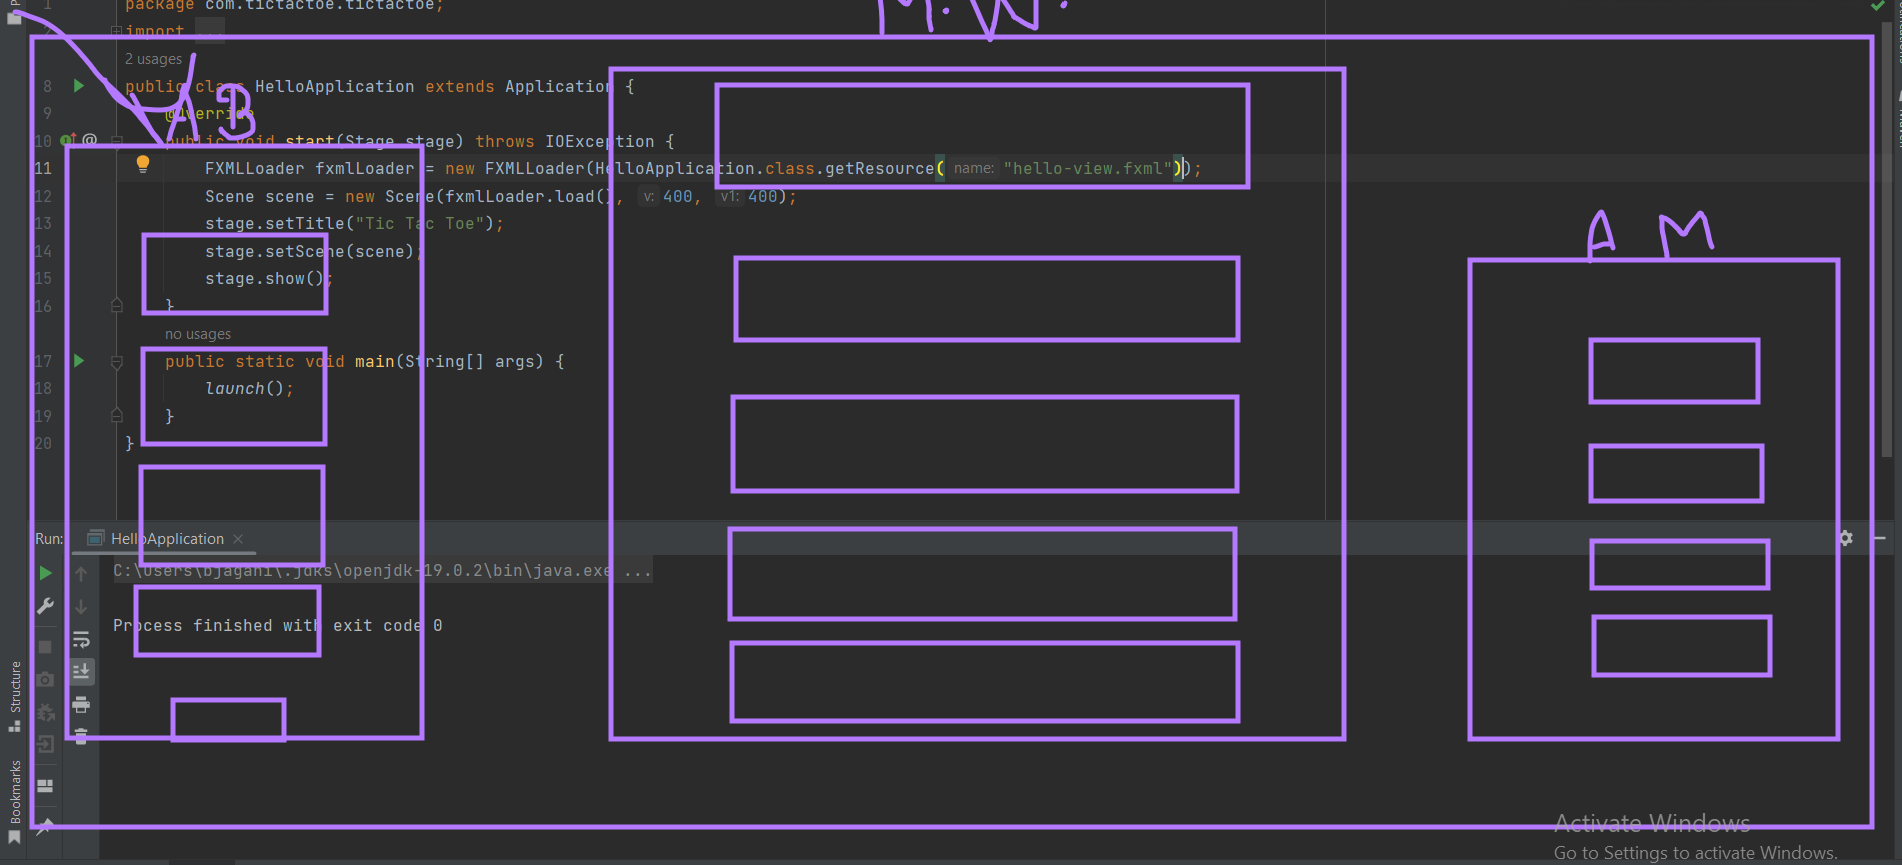 1 package com.tictactoe.tictactoe;
2 import ...
M. W.
2 usages
8 public class HelloApplication extends Application {
A B
9 @Override
10 @ public void start(Stage stage) throws IOException {
11 FXMLLoader fxmlLoader = new FXMLLoader(HelloApplication.class.getResource( name: "hello-view.fxml"));
12 Scene scene = new Scene(fxmlLoader.load(), v: 400, v1: 400);
13 stage.setTitle("Tic Tac Toe");
A M
14 stage.setScene(scene);
15 stage.show();
16 }
no usages
17 public static void main(String[] args) {
18 launch();
19 }
20 }
Run: HelloApplication
C:\Users\bjagani\.jdks\openjdk-19.0.2\bin\java.exe ...
Process finished with exit code 0
Structure
Bookmarks
Activate Windows
Go to Settings to activate Windows.